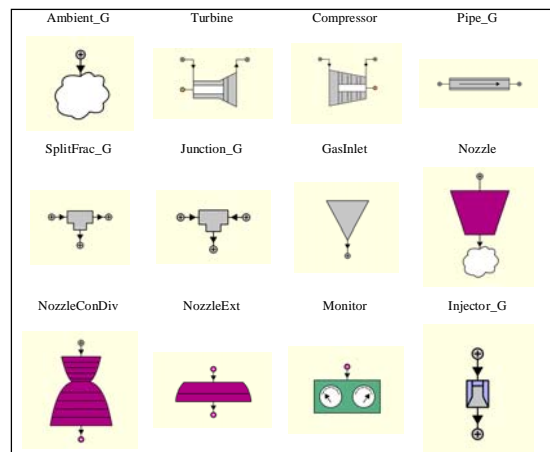 Ambient_G Turbine Compressor Pipe_G
SplitFrac_G Junction_G GasInlet Nozzle
NozzleConDiv NozzleExt Monitor Injector_G